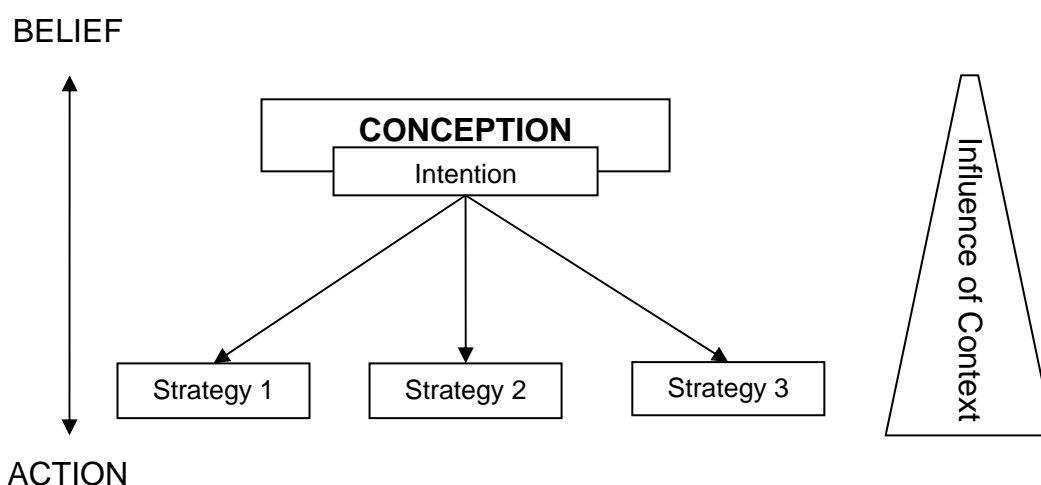 BELIEF
CONCEPTION
Intention
Influence of Context
Strategy 1
Strategy 2
Strategy 3
ACTION